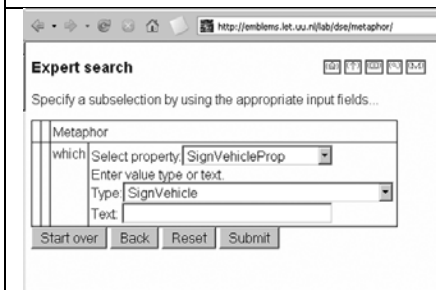 http://emblems.let.uu.nl/lab/dse/metaphor/
Expert search
Specify a subselection by using the appropriate input fields...
Metaphor
which Select property: SignVehicleProp
Enter value type or text.
Type: SignVehicle
Text:
Start over Back Reset Submit